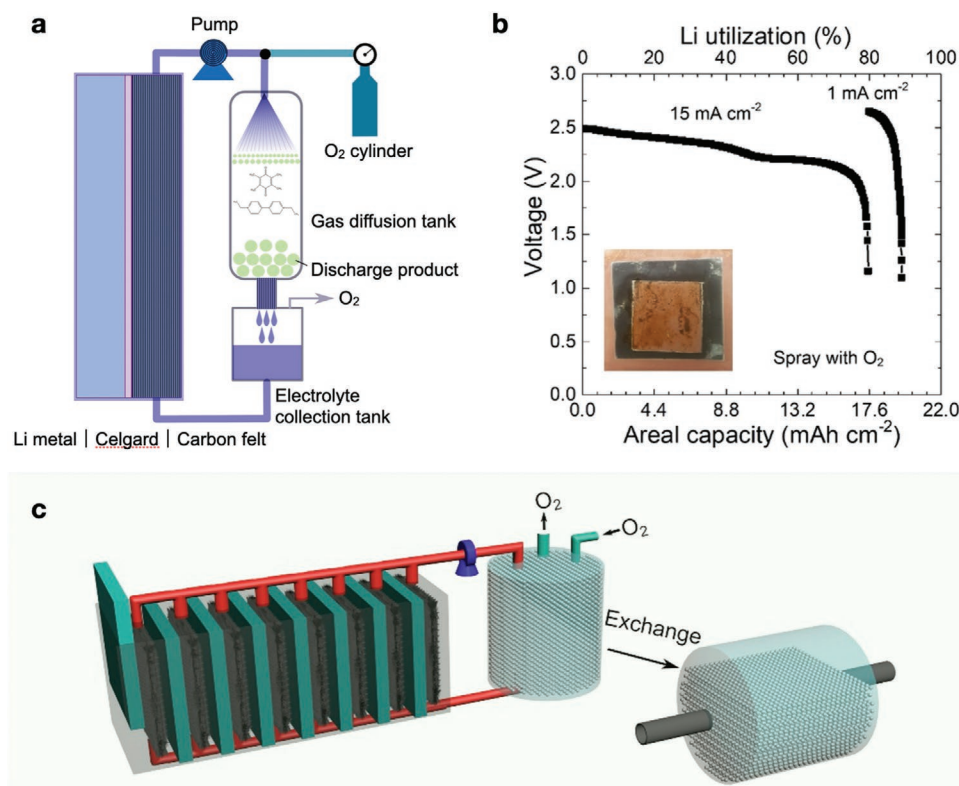 a
Pump
O₂ cylinder
Gas diffusion tank
Discharge product
O₂
Electrolyte
collection tank
Li metal | Celgard | Carbon felt
b
Li utilization (%)
0 20 40 60 80 100
3.0
2.5
2.0
1.5
1.0
0.5
0.0
Voltage (V)
15 mA cm⁻²
1 mA cm⁻²
Spray with O₂
0.0 4.4 8.8 13.2 17.6 22.0
Areal capacity (mAh cm⁻²)
c
O₂
O₂
Exchange